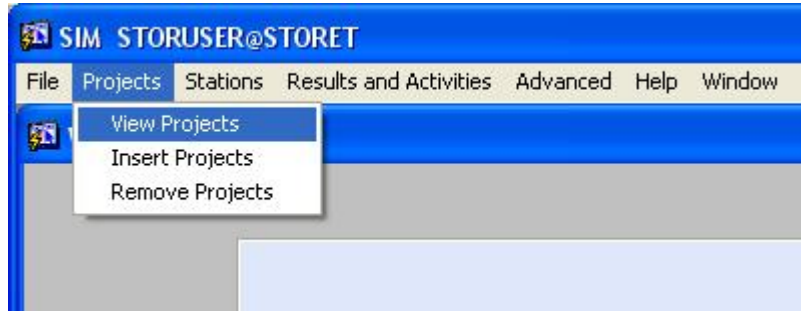 SIM STORUSER@STORET
File Projects Stations Results and Activities Advanced Help Window
View Projects
Insert Projects
Remove Projects